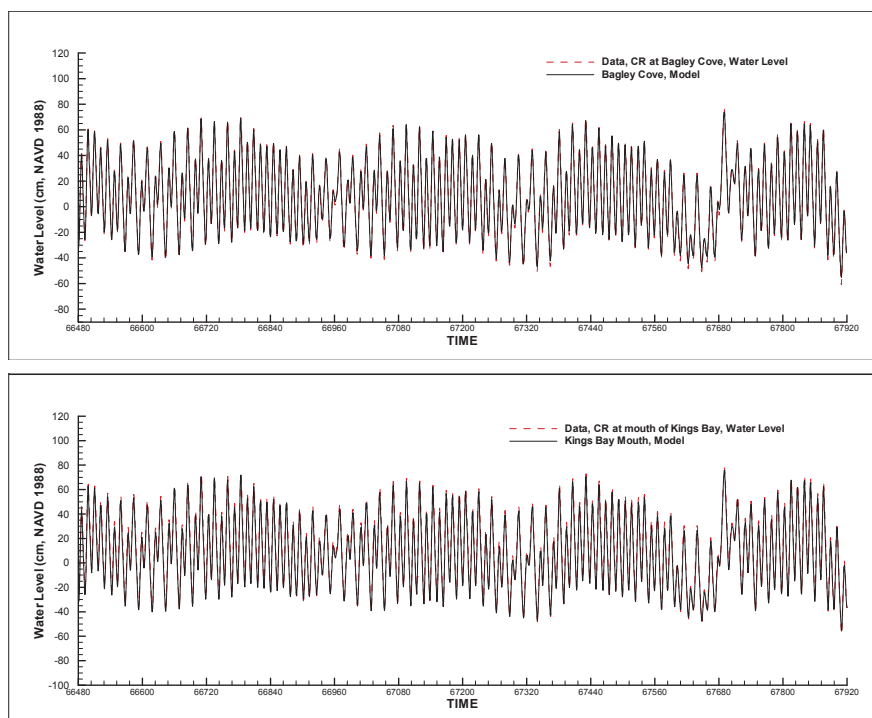 120
100
80
60
40
20
0
-20
-40
-60
-80
Water Level (cm, NAVD 1988)
Data, CR at Bagley Cove, Water Level
Bagley Cove, Model
66480 66600 66720 66840 66960 67080 67200 67320 67440 67560 67680 67800 67920
TIME
120
100
80
60
40
20
0
-20
-40
-60
-80
-100
Water Level (cm, NAVD 1988)
Data, CR at mouth of Kings Bay, Water Level
Kings Bay Mouth, Model
66480 66600 66720 66840 66960 67080 67200 67320 67440 67560 67680 67800 67920
TIME